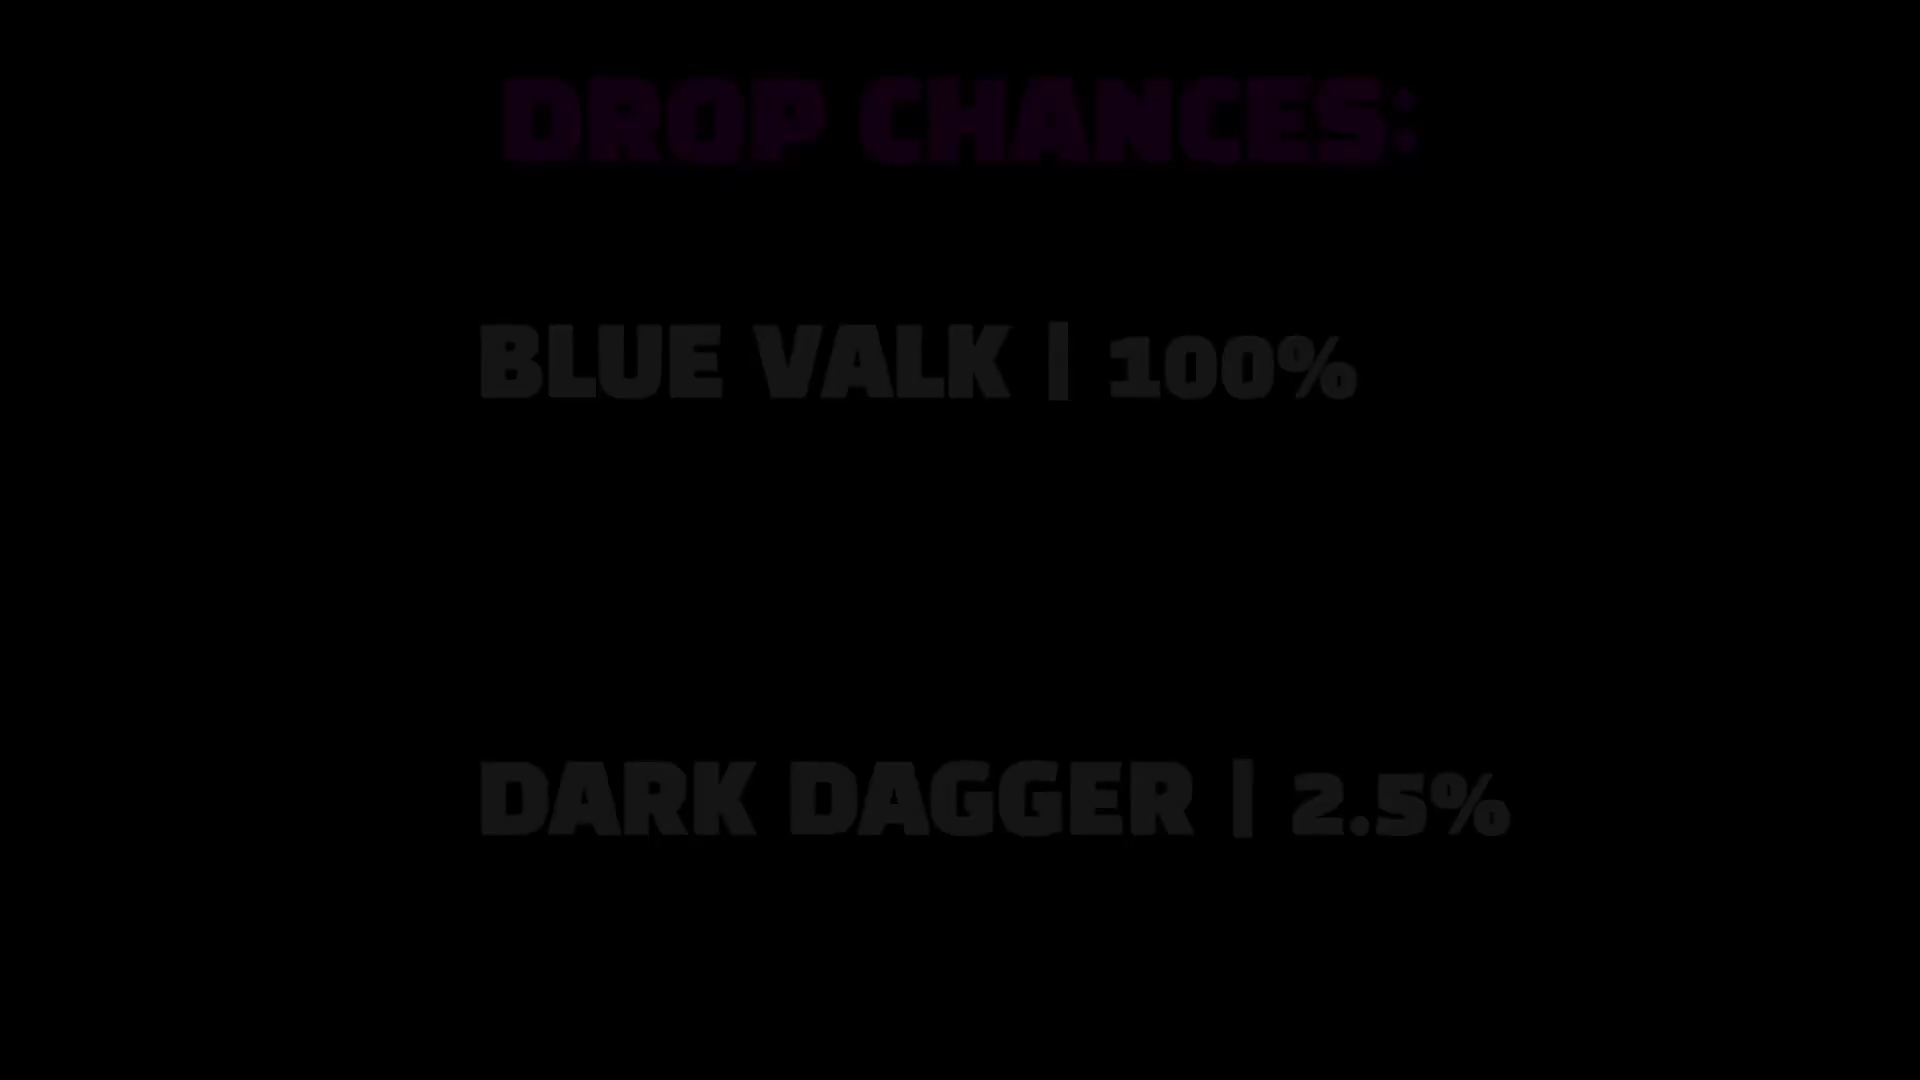 DROP CHANCES:
BLUE VALK | 100%
DARK DAGGER | 2.5%